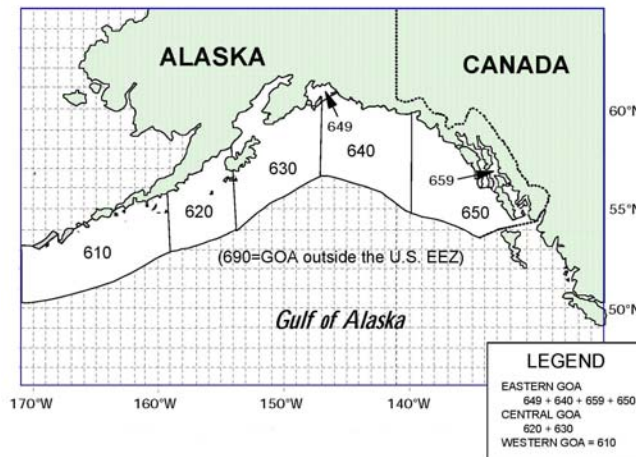 ALASKA
CANADA
60°N
649
630
640
659
620
650
55°N
610
(690=GOA outside the U.S. EEZ)
50°N
Gulf of Alaska
LEGEND
EASTERN GOA
649 + 640 + 659 + 650
CENTRAL GOA
620 + 630
WESTERN GOA = 610
170°W
160°W
150°W
140°W